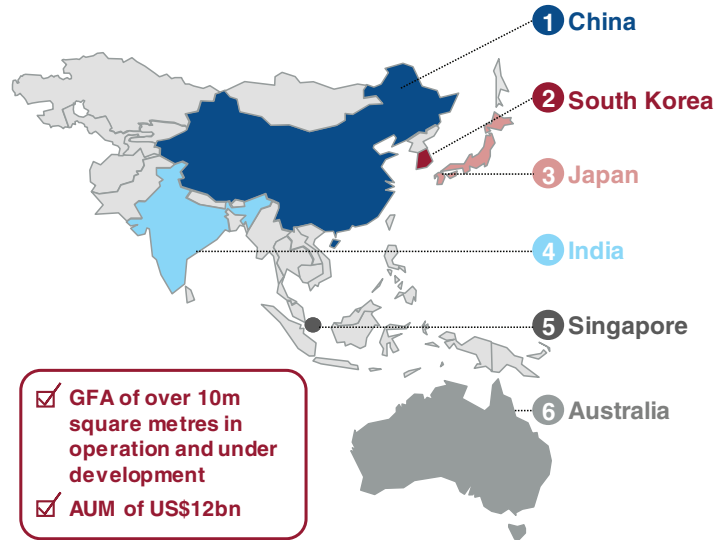 1 China
2 South Korea
3 Japan
4 India
5 Singapore
6 Australia
GFA of over 10m
square metres in
operation and under
development
AUM of US$12bn